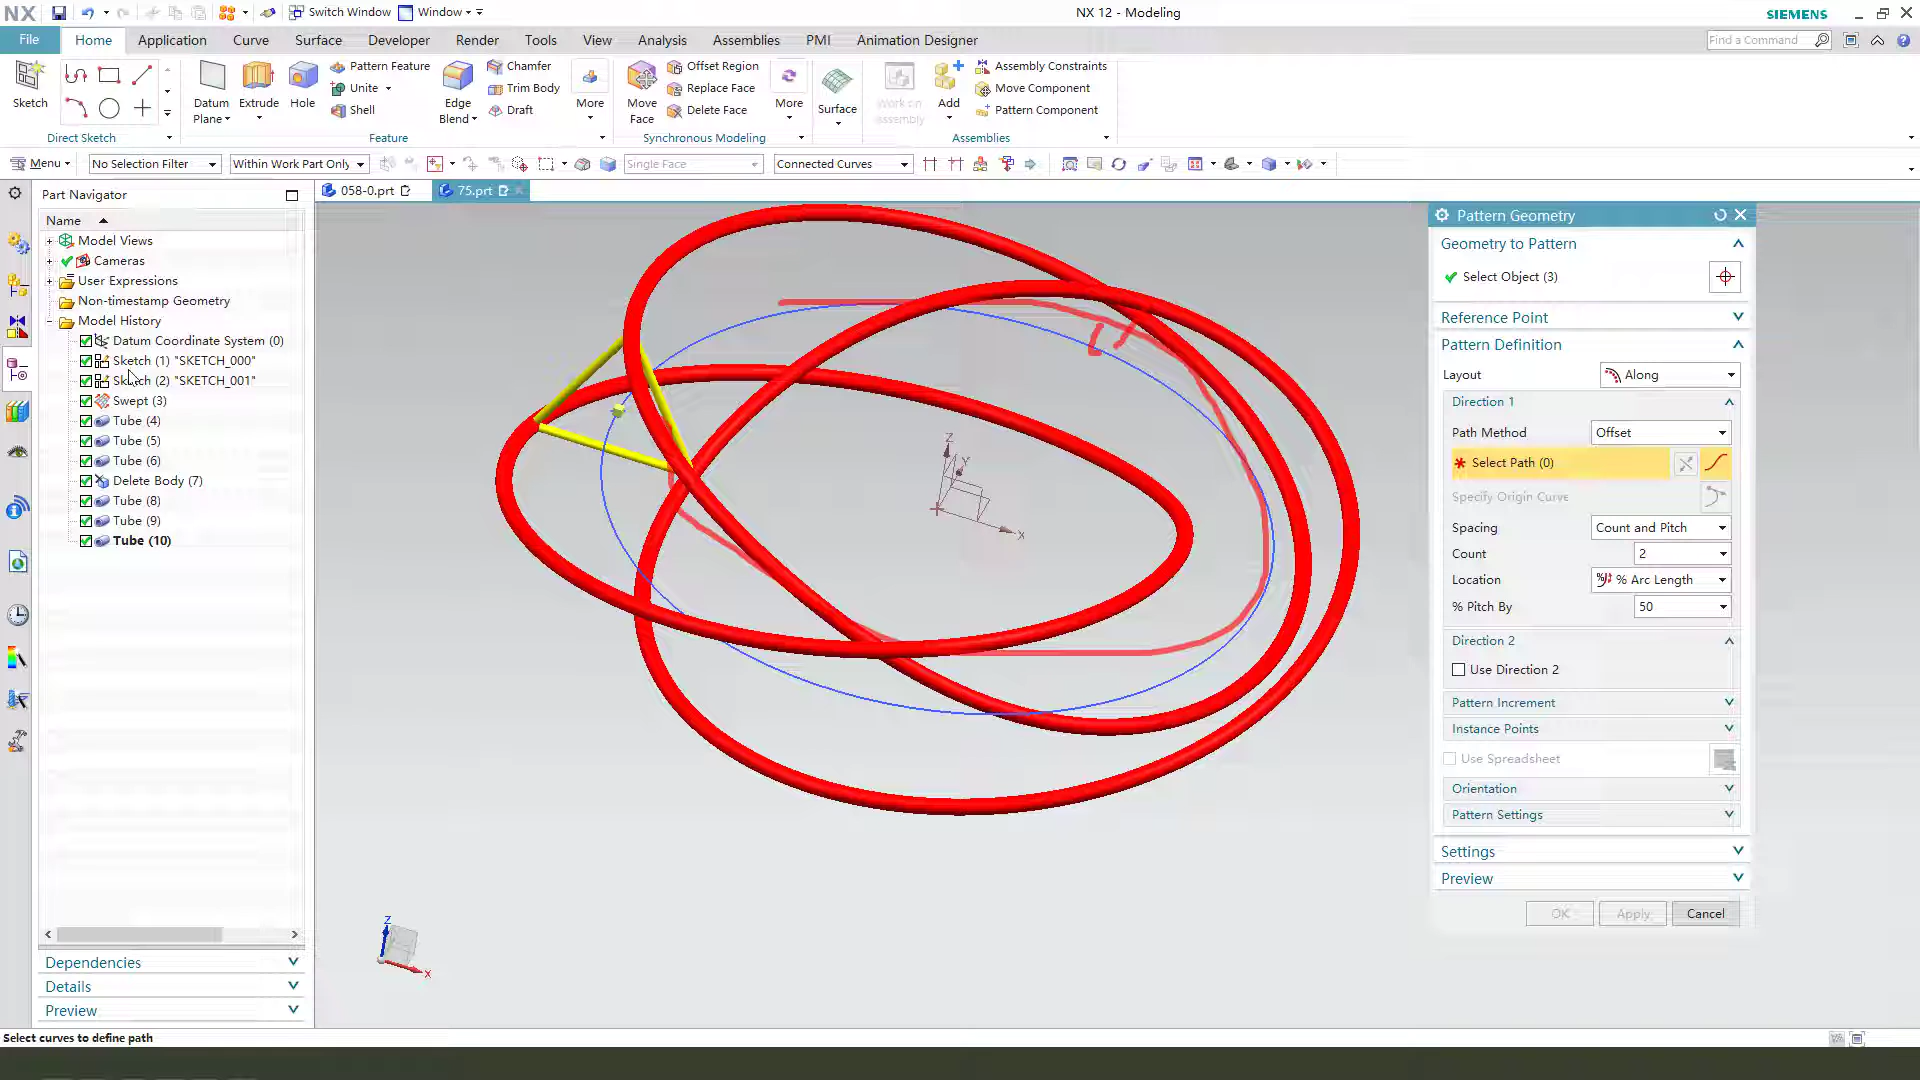 NX
Switch Window
Window
NX 12 - Modeling
SIEMENS
File
Home
Application
Curve
Surface
Developer
Render
Tools
View
Analysis
Assemblies
PMI
Animation Designer
Find a Command
Sketch
Direct Sketch
Datum
Plane
Extrude
Hole
Pattern Feature
Unite
Shell
Edge
Blend
Chamfer
Trim Body
Draft
More
Feature
Move
Face
Offset Region
Replace Face
Delete Face
More
Synchronous Modeling
Surface
Work on
Assembly
Add
Assembly Constraints
Move Component
Pattern Component
Assemblies
Menu
No Selection Filter
Within Work Part Only
Single Face
Connected Curves
Part Navigator
058-0.prt
75.prt
Name
Model Views
Cameras
User Expressions
Non-timestamp Geometry
Model History
Datum Coordinate System (0)
Sketch (1) "SKETCH_000"
Sketch (2) "SKETCH_001"
Swept (3)
Tube (4)
Tube (5)
Tube (6)
Delete Body (7)
Tube (8)
Tube (9)
Tube (10)
Dependencies
Details
Preview
Z
Y
X
Z
X
Pattern Geometry
Geometry to Pattern
Select Object (3)
Reference Point
Pattern Definition
Layout
Along
Direction 1
Path Method
Offset
* Select Path (0)
Specify Origin Curve
Spacing
Count and Pitch
Count
2
Location
% Arc Length
% Pitch By
50
Direction 2
Use Direction 2
Pattern Increment
Instance Points
Use Spreadsheet
Orientation
Pattern Settings
Settings
Preview
OK
Apply
Cancel
Select curves to define path